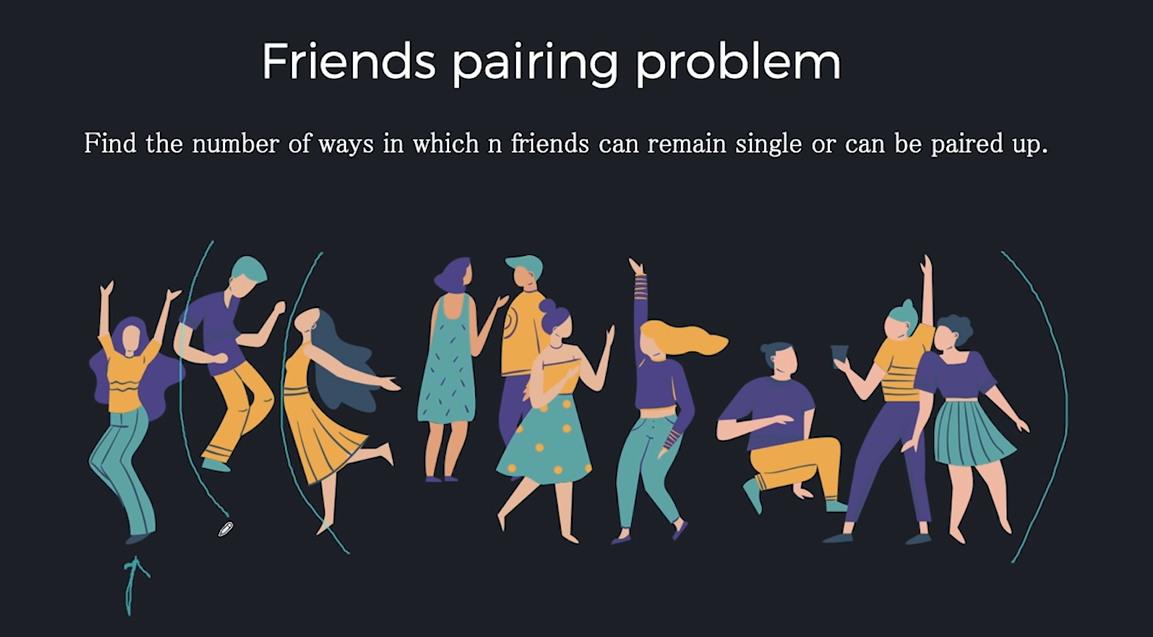 Friends pairing problem
Find the number of ways in which n friends can remain single or can be paired up.